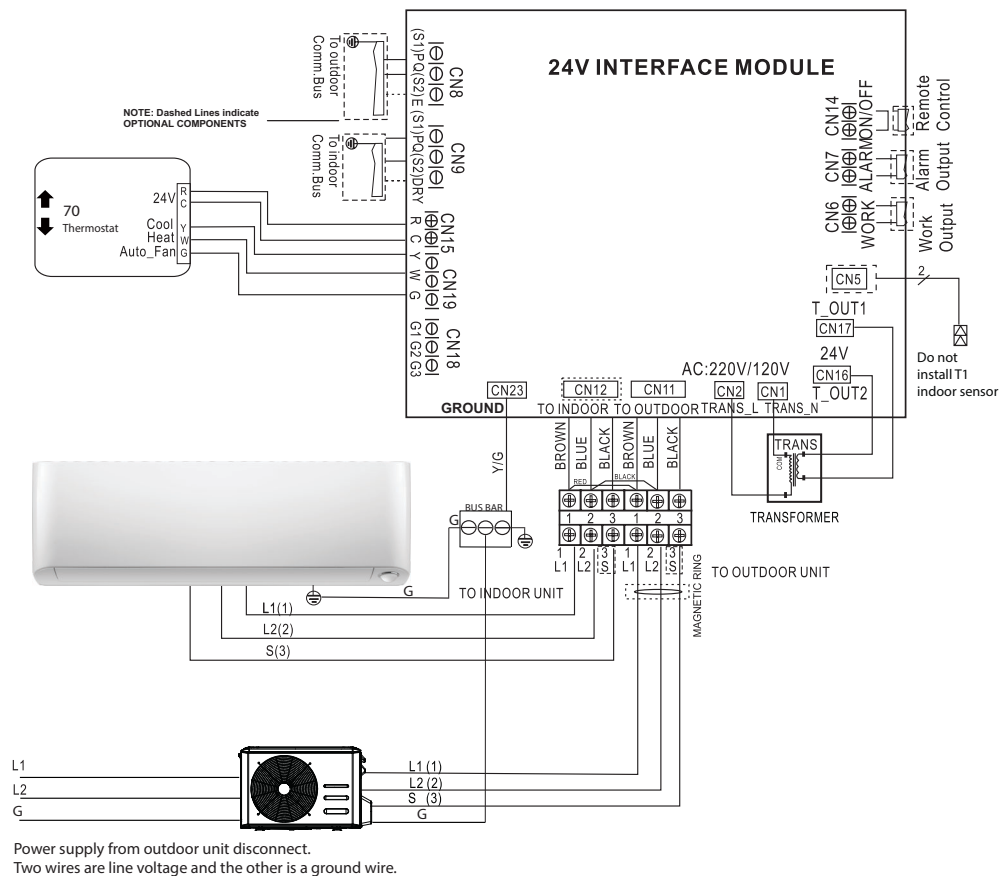 24V INTERFACE MODULE
(S1)PQ(S2)E
CN8
To outdoor
Comm.Bus
NOTE: Dashed Lines indicate
OPTIONAL COMPONENTS
(S1)PQ(S2)DRY
CN9
To indoor
Comm.Bus
70
Thermostat
24V
Cool
Heat
Auto_Fan
R
C
Y
W
G
R
C
Y
W
G
CN15
CN19
G1 G2 G3
CN18
CN14
ON/OFF
Remote
Control
CN7
ALARM
Alarm
Output
CN6
WORK
Work
Output
CN5
2
T_OUT1
CN17
24V
CN16
T_OUT2
Do not
install T1
indoor sensor
AC:220V/120V
CN23
CN12
CN11
CN2
CN1
GROUND
TO INDOOR
TO OUTDOOR
TRANS_L
TRANS_N
Y/G
BROWN
BLUE
BLACK
BROWN
BLUE
BLACK
RED
BLACK
TRANS
COM
TRANSFORMER
BUS BAR
G
1 2 3 1 2 3
1 2 3 1 2 3
L1 L2 S L1 L2 S
MAGNETIC RING
TO INDOOR UNIT
TO OUTDOOR UNIT
G
L1(1)
L2(2)
S(3)
L1
L2
G
L1 (1)
L2 (2)
S (3)
G
Power supply from outdoor unit disconnect.
Two wires are line voltage and the other is a ground wire.